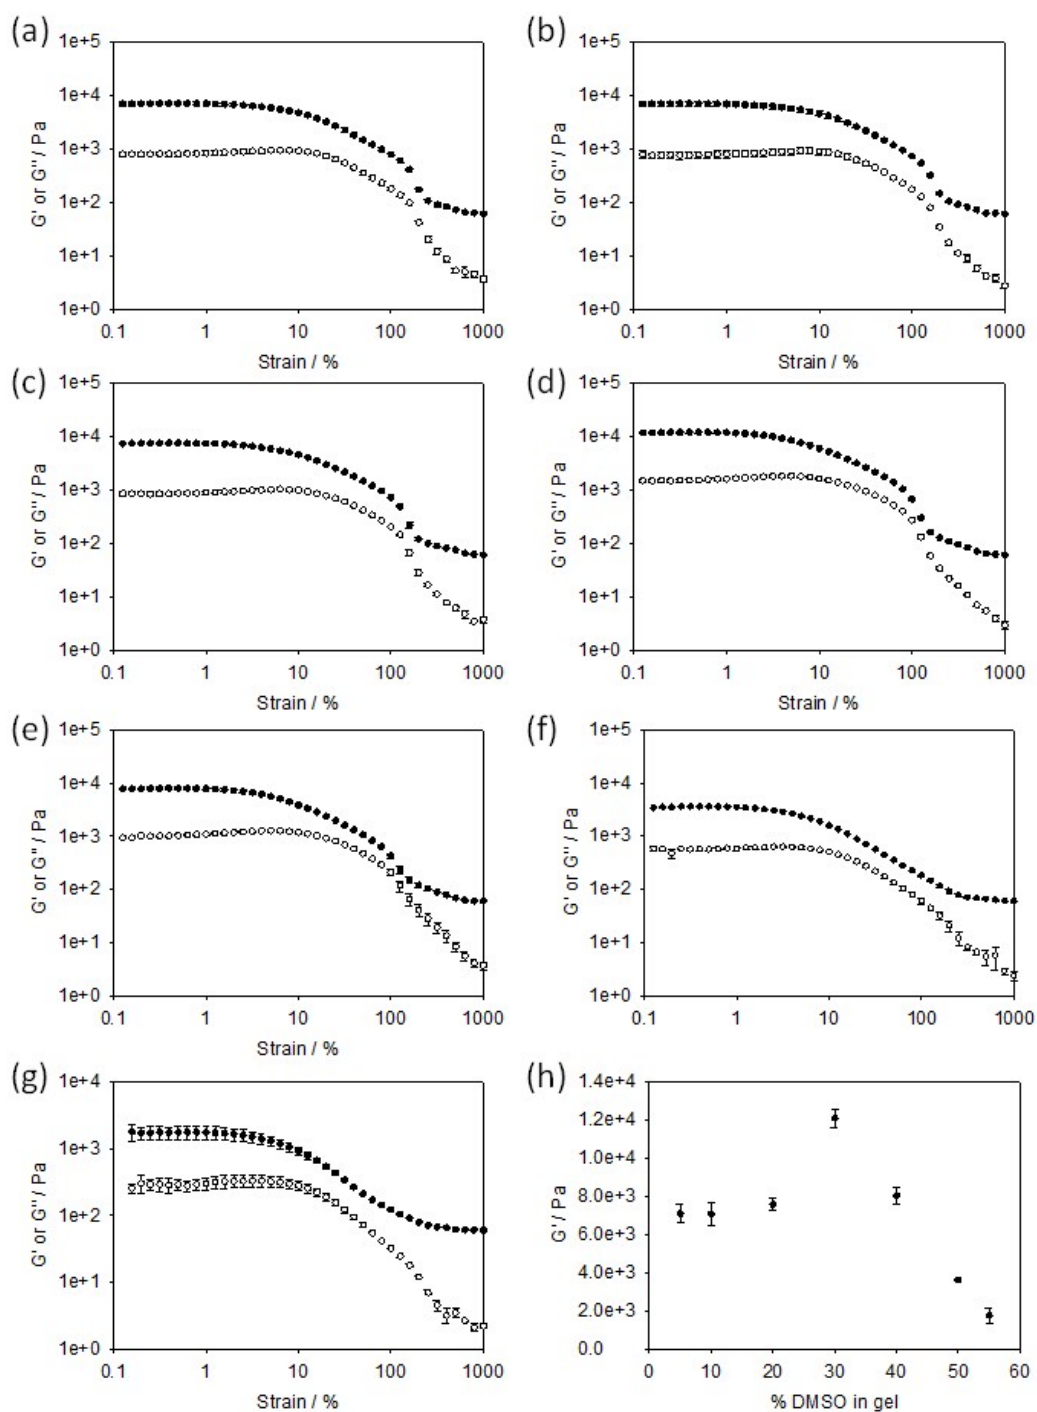 (a)
1e+5
1e+4
1e+3
1e+2
1e+1
1e+0
G' or G" / Pa
0.1 1 10 100 1000
Strain / %
(b)
1e+5
1e+4
1e+3
1e+2
1e+1
1e+0
G' or G" / Pa
0.1 1 10 100 1000
Strain / %
(c)
1e+5
1e+4
1e+3
1e+2
1e+1
1e+0
G' or G" / Pa
0.1 1 10 100 1000
Strain / %
(d)
1e+5
1e+4
1e+3
1e+2
1e+1
1e+0
G' or G" / Pa
0.1 1 10 100 1000
Strain / %
(e)
1e+5
1e+4
1e+3
1e+2
1e+1
1e+0
G' or G" / Pa
0.1 1 10 100 1000
Strain / %
(f)
1e+5
1e+4
1e+3
1e+2
1e+1
1e+0
G' or G" / Pa
0.1 1 10 100 1000
(g)
1e+4
1e+3
1e+2
1e+1
1e+0
G' or G" / Pa
0.1 1 10 100 1000
Strain / %
(h)
1.4e+4
1.2e+4
1.0e+4
8.0e+3
6.0e+3
4.0e+3
2.0e+3
0.0
G' / Pa
0 10 20 30 40 50 60
% DMSO in gel